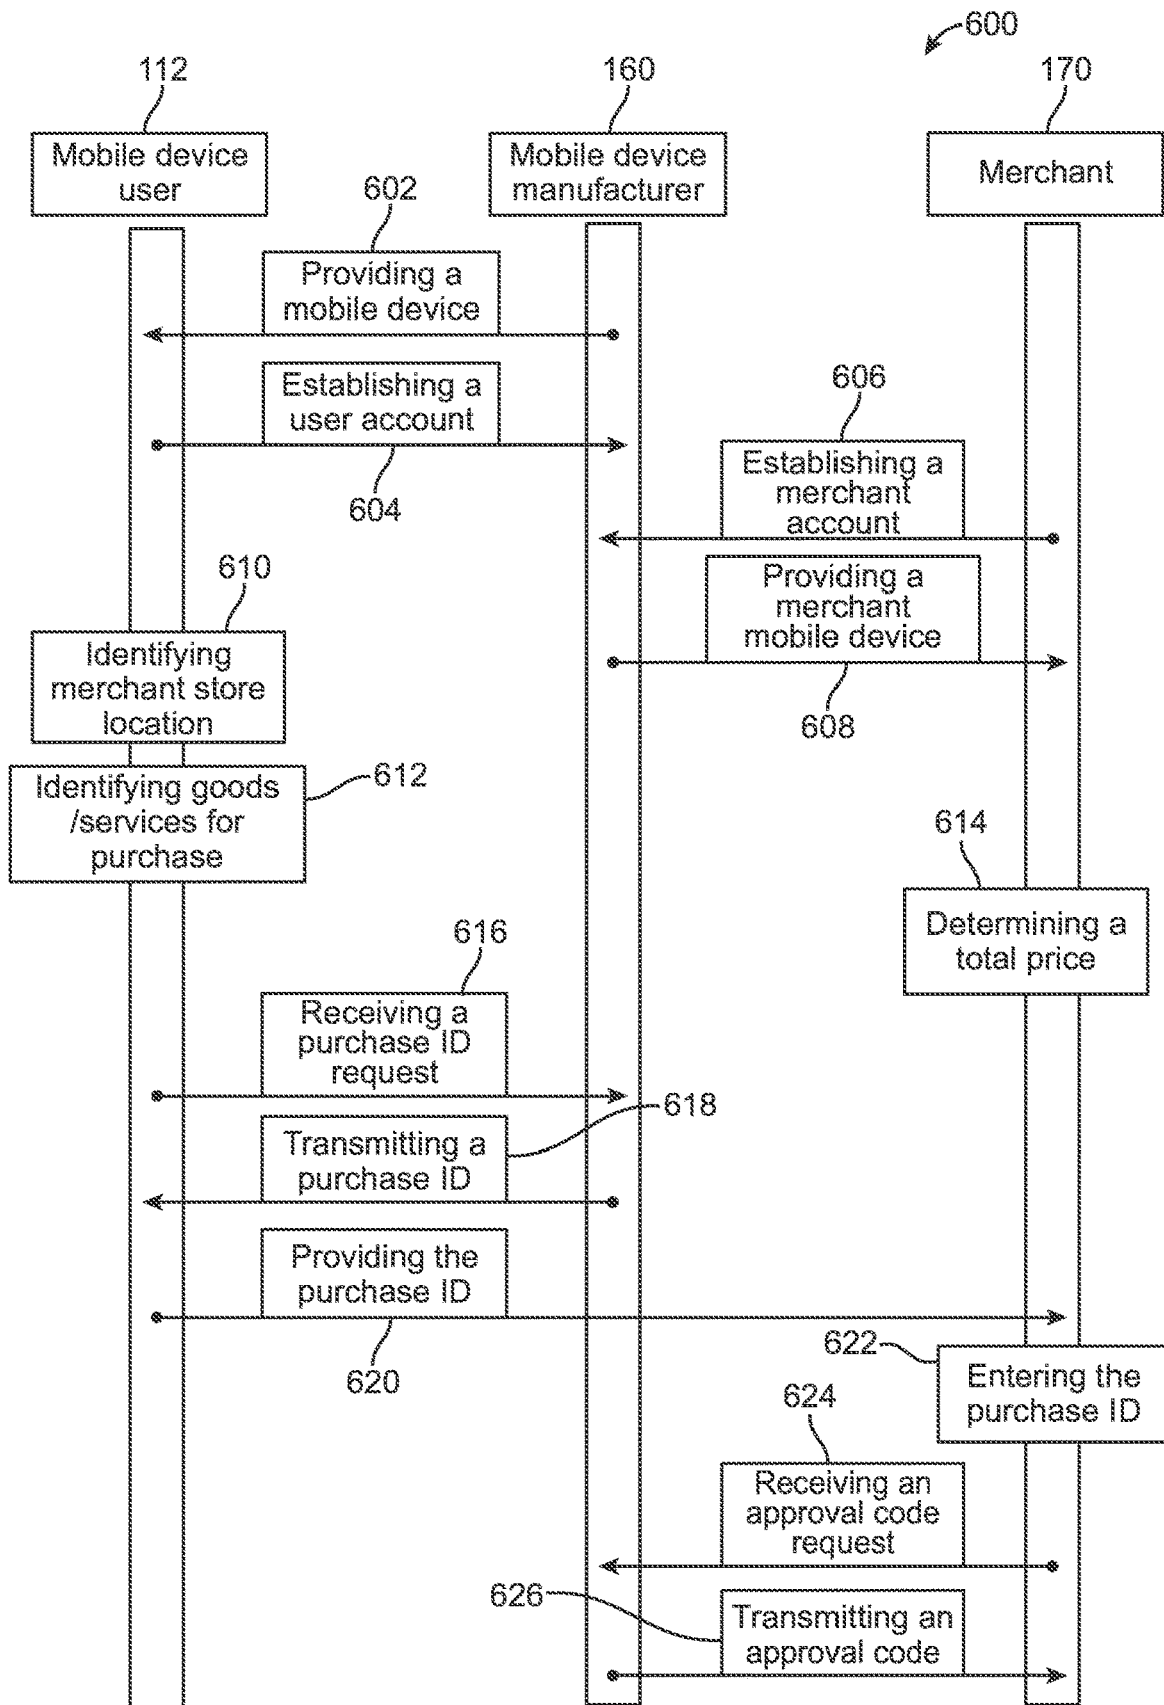 600
112
160
170
Mobile device
user
Mobile device
manufacturer
Merchant
602
Providing a
mobile device
Establishing a
user account
604
606
Establishing a
merchant
account
Providing a
merchant
mobile device
608
610
Identifying
merchant store
location
Identifying goods
/services for
purchase
612
614
Determining a
total price
616
Receiving a
purchase ID
request
618
Transmitting a
purchase ID
Providing the
purchase ID
620
622
Entering the
purchase ID
624
Receiving an
approval code
request
626
Transmitting an
approval code